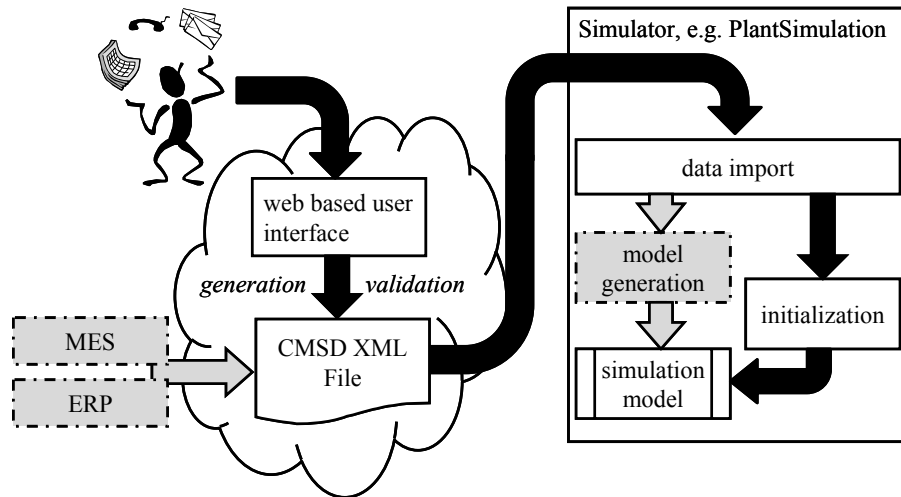 Simulator, e.g. PlantSimulation
data import
web based user
interface
model
generation
generation
validation
initialization
MES
CMSD XML
File
ERP
simulation
model